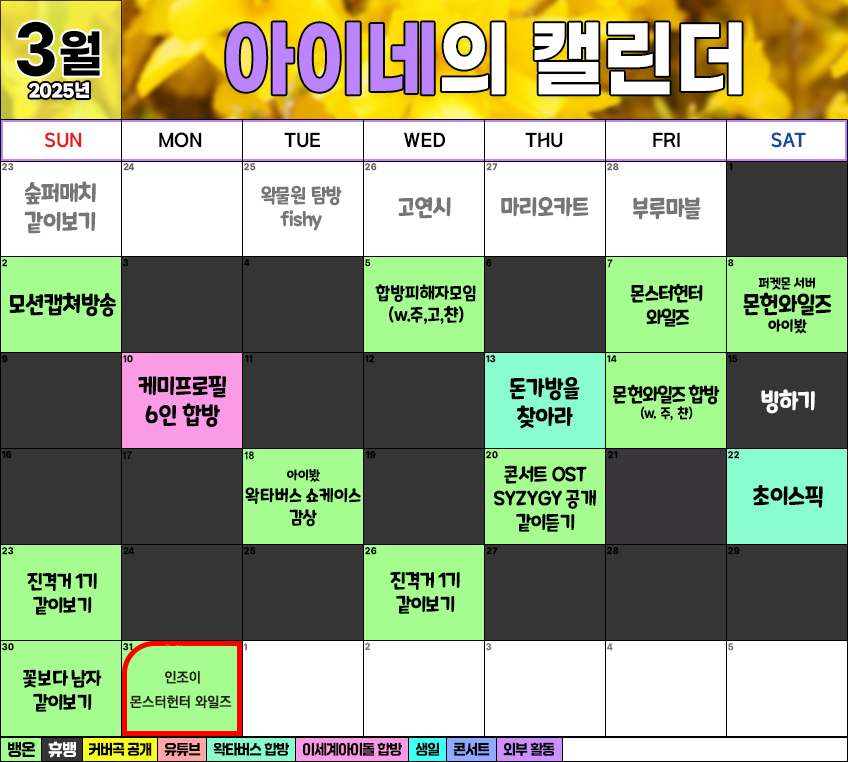 3월
2025년
아이네의 캘린더
SUN MON TUE WED THU FRI SAT
23 24 25 26 27 28 1
숲퍼매치
같이보기
왁물원 탐방
fishy
고연시
마리오카트
부루마블
2 3 4 5 6 7 8
모션캡쳐방송
합방피해자모임
(w.주,고,챤)
몬스터헌터
와일즈
퍼켓몬 서버
몬헌와일즈
아이봤
9 10 11 12 13 14 15
케미프로필
6인 합방
돈가방을
찾아라
몬헌와일즈 합방
(w. 주, 챤)
빙하기
16 17 18 19 20 21 22
아이봤
왁타버스 쇼케이스
감상
콘서트 OST
SYZYGY 공개
같이듣기
초이스픽
23 24 25 26 27 28 29
진격거 1기
같이보기
진격거 1기
같이보기
30 31 1 2 3 4 5
꽃보다 남자
같이보기
인조이
몬스터헌터 와일즈
뱅온 휴뱅 커버곡 공개 유튜브 왁타버스 합방 이세계아이돌 합방 생일 콘서트 외부 활동